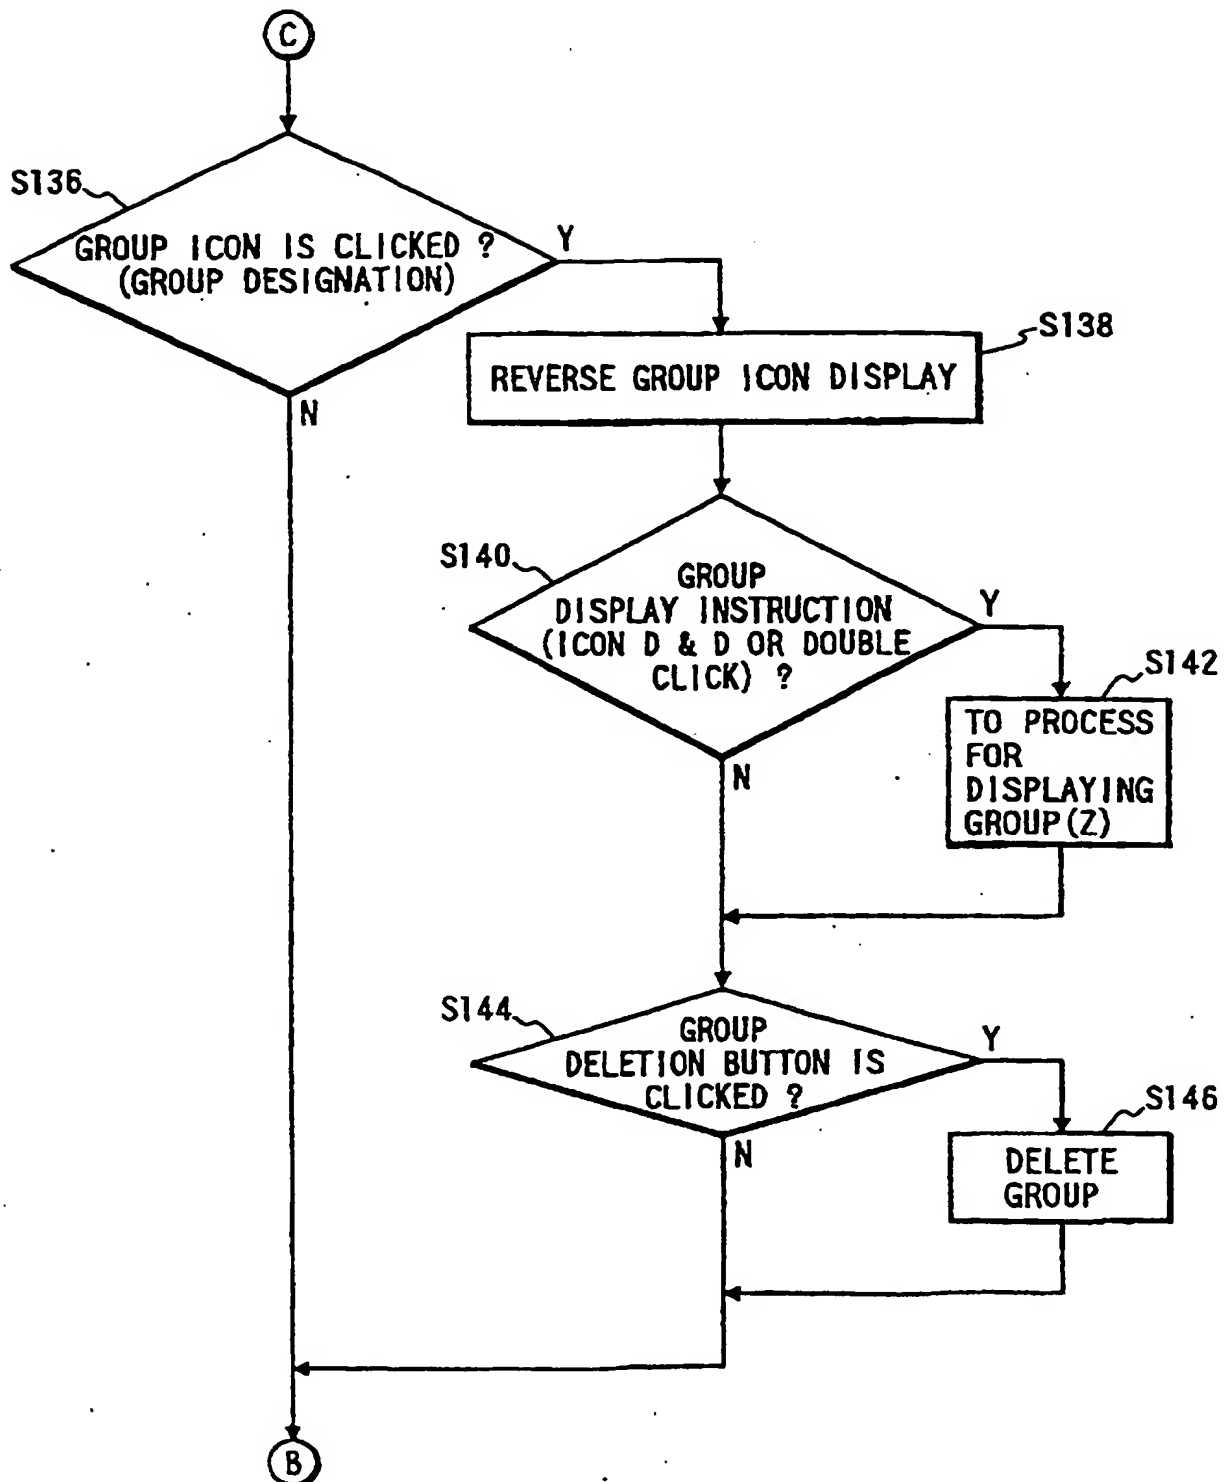 C
S136
GROUP ICON IS CLICKED ?
(GROUP DESIGNATION)
Y
N
S138
REVERSE GROUP ICON DISPLAY
S140
GROUP
DISPLAY INSTRUCTION
(ICON D & D OR DOUBLE
CLICK) ?
Y
N
S142
TO PROCESS
FOR
DISPLAYING
GROUP(Z)
S144
GROUP
DELETION BUTTON IS
CLICKED ?
Y
N
S146
DELETE
GROUP
B